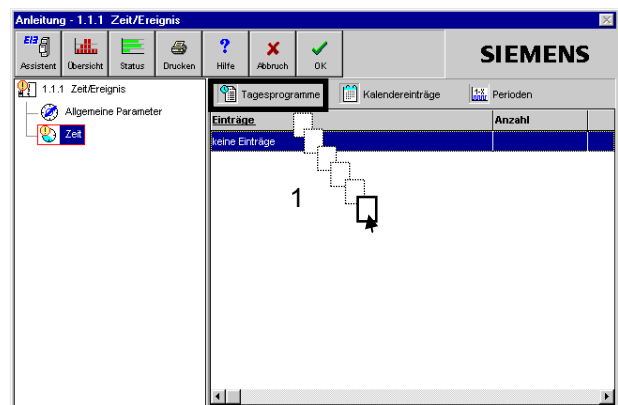 Anleitung - 1.1.1 Zeit/Ereignis
EIB
Assistent Übersicht Status Drucken Hilfe Abbruch OK
SIEMENS
1.1.1 Zeit/Ereignis
Allgemeine Parameter
Zeit
Tagesprogramme Kalendereinträge 1-X Perioden
Einträge Anzahl
keine Einträge
1